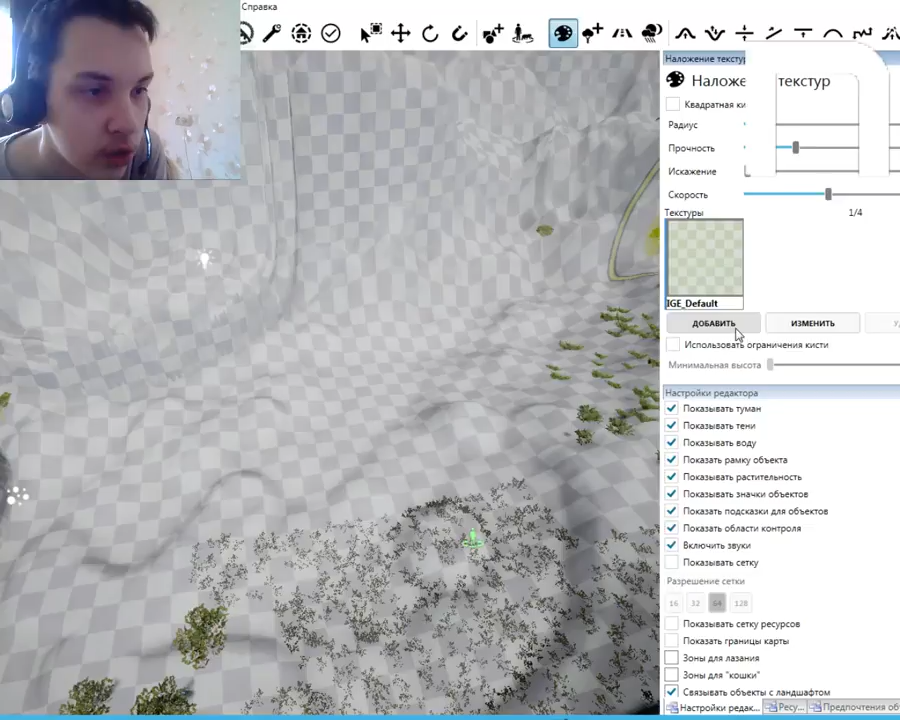 Справка
Наложение текстур
Наложе текстур
Квадратная ки
Радиус
Прочность
Искажение
Скорость
Текстуры
1/4
IGE_Default
ДОБАВИТЬ
ИЗМЕНИТЬ
Использовать ограничения кисти
Минимальная высота
Настройки редактора
Показывать туман
Показывать тени
Показывать воду
Показать рамку объекта
Показывать растительность
Показывать значки объектов
Показать подсказки для объектов
Показать области контроля
Включить звуки
Показать сетку
Разрешение сетки
16 32 64 128
Показывать сетку ресурсов
Показать границы карты
Зоны для лазания
Зоны для "кошки"
Связывать объекты с ландшафтом
Настройки редак... Ресу... Предпочтения об